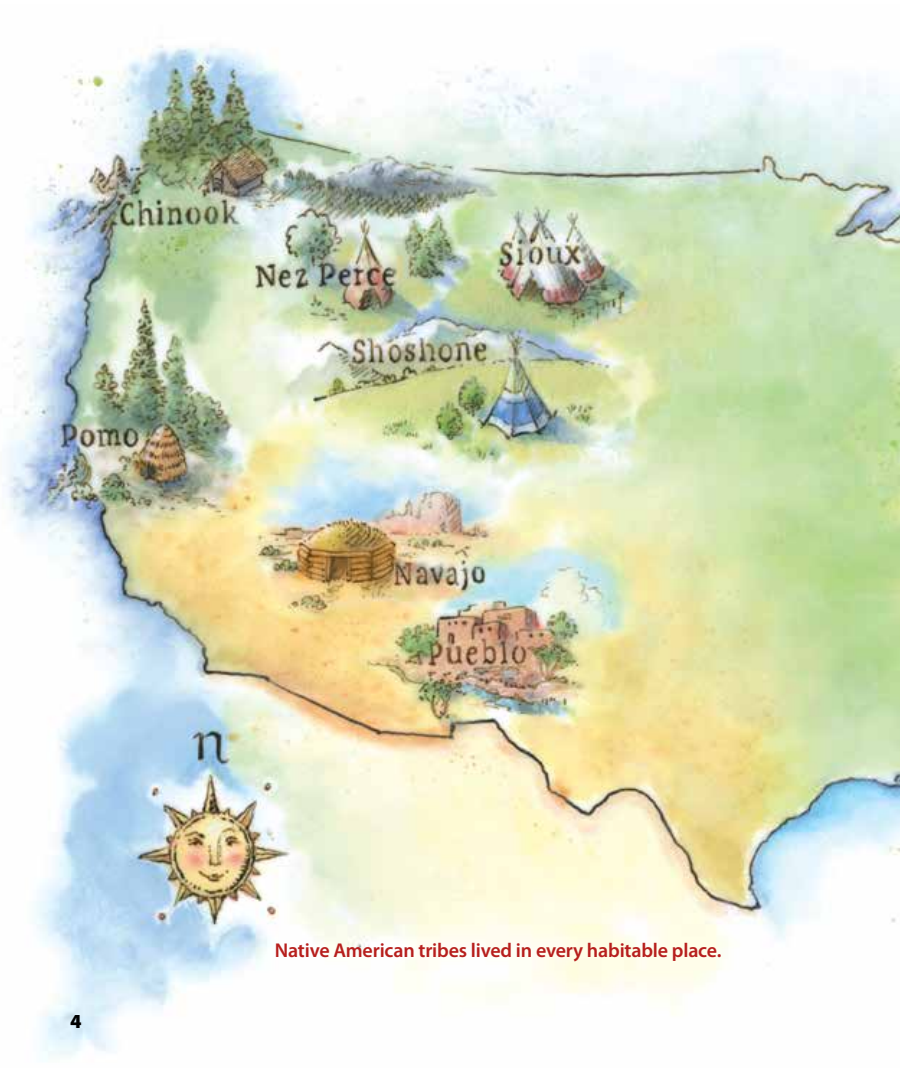 Chinook
Nez Perce
Sioux
Shoshone
Pomo
Navajo
Pueblo
n
Native American tribes lived in every habitable place.
4